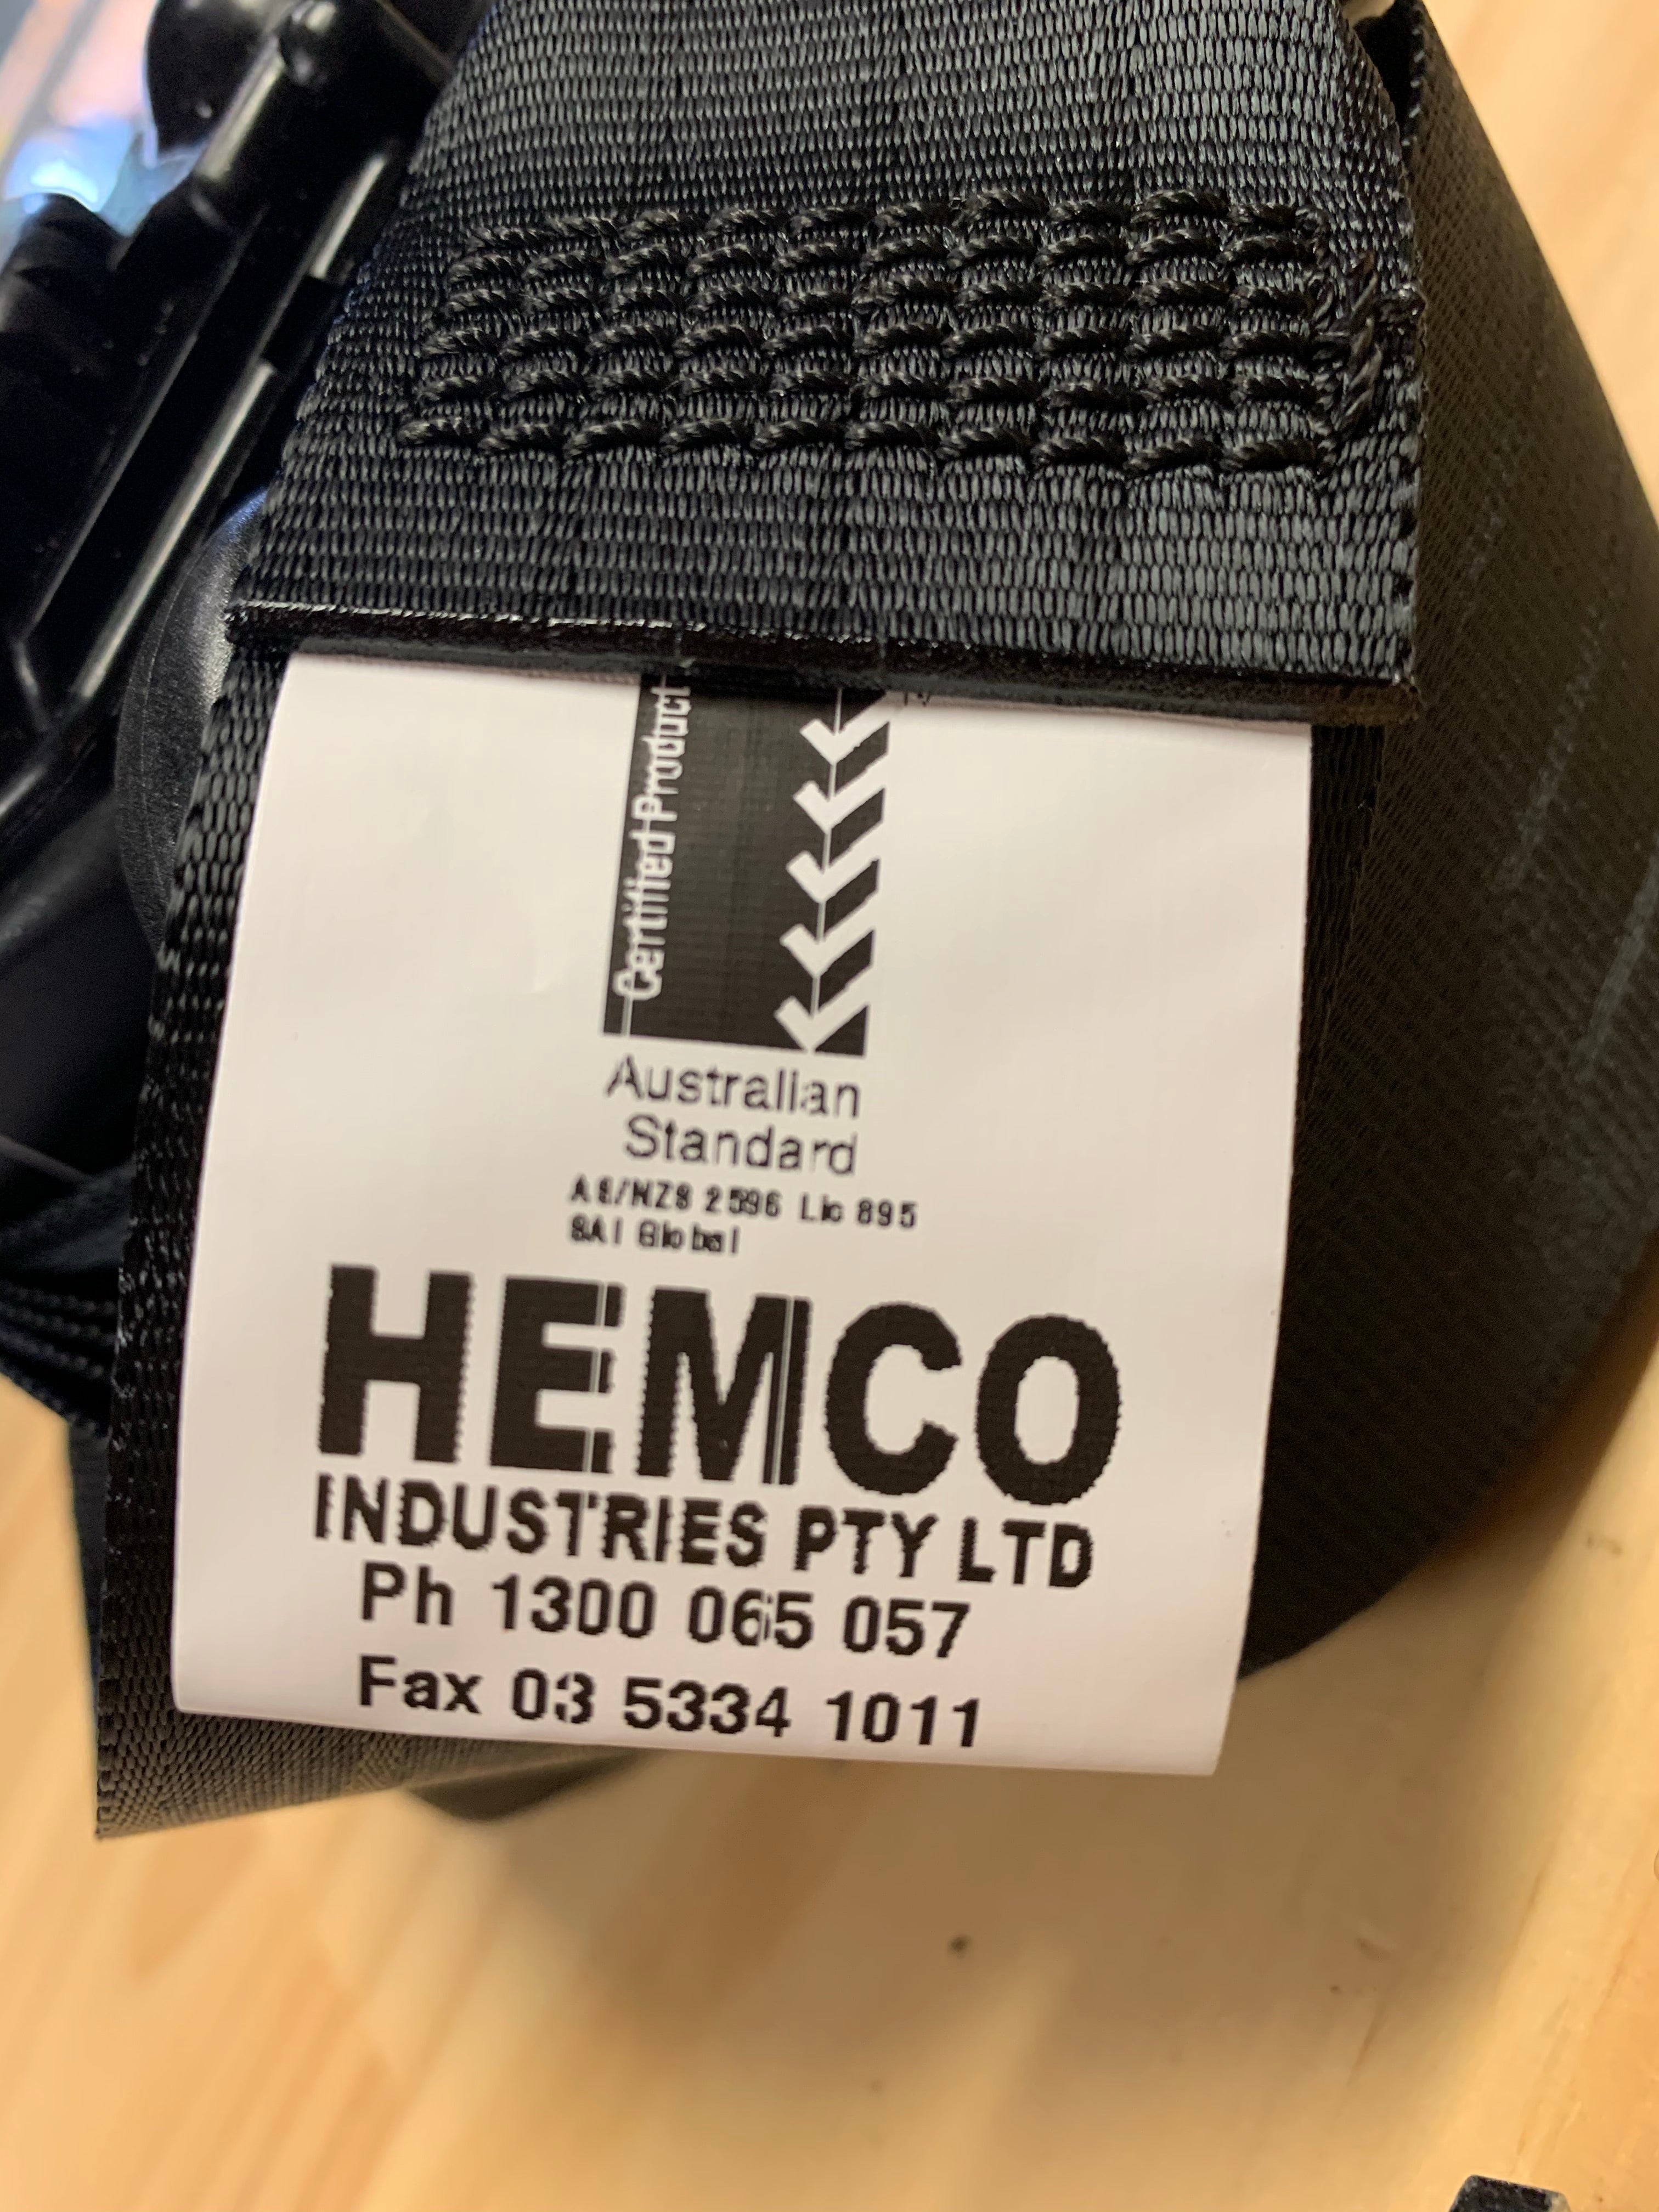 Certified Product
Australian
Standard
AS/NZS 2596 Lic 895
SAI Global
HEMCO
INDUSTRIES PTY LTD
Ph 1300 065 057
Fax 03 5334 1011